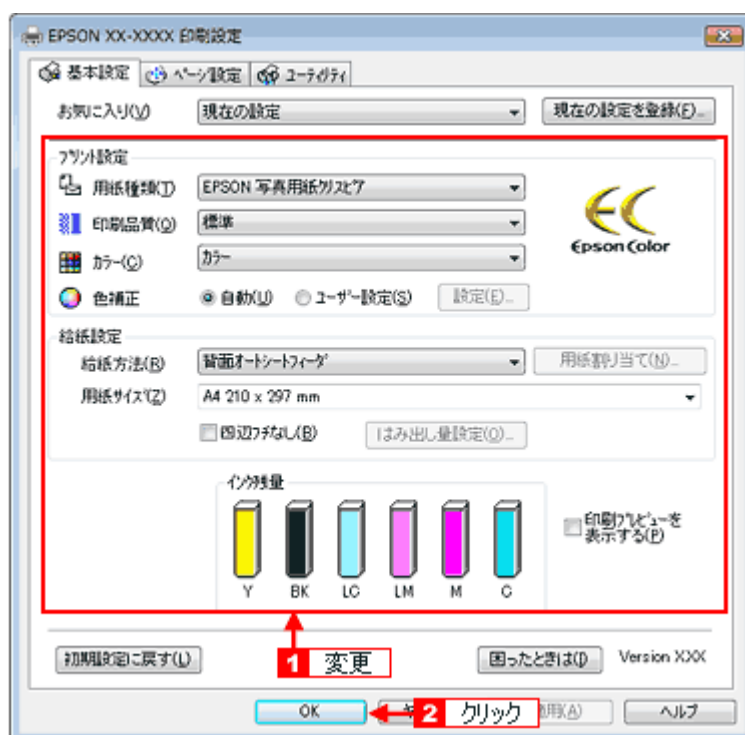 EPSON XX-XXXX 印刷設定
基本設定 ページ設定 ユーティリティ
お気に入り(V) 現在の設定 現在の設定を登録(F)...
プリント設定
用紙種類(T) EPSON 写真用紙クリスピア
印刷品質(Q) 標準
カラー(C) カラー
色補正 自動(U) ユーザー設定(S) 設定(E)...
Epson Color
給紙設定
給紙方法(R) 背面オートシートフィーダ 用紙割り当て(N)...
用紙サイズ(Z) A4 210 x 297 mm
四辺フチなし(B) はみ出し量設定(O)...
インク残量
Y BK LC LM M C
印刷プレビューを
表示する(P)
1 変更
初期設定に戻す(L) 困ったときは(I) Version XXX
OK 2 クリック 用(A) ヘルプ